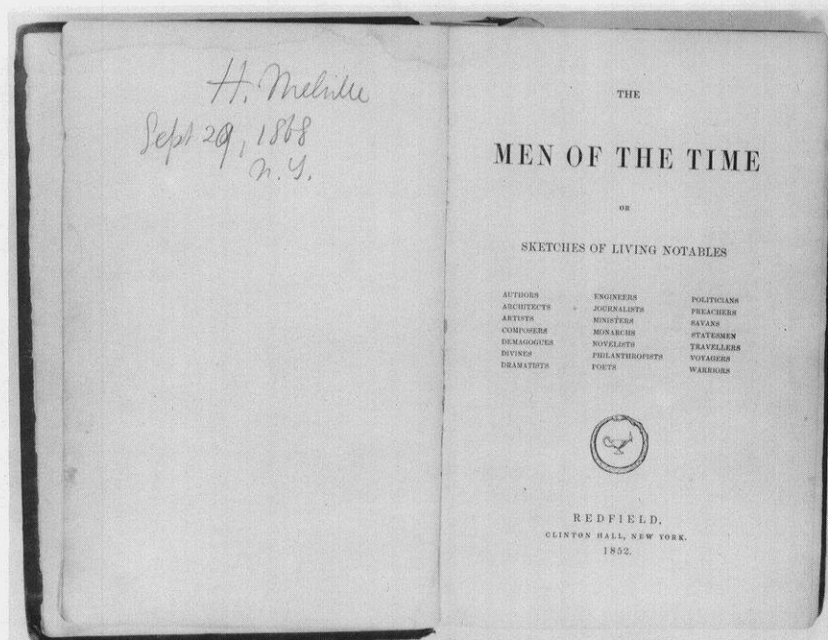 H. Melville
Sept 29, 1868
N. Y.
THE
MEN OF THE TIME
OR
SKETCHES OF LIVING NOTABLES
AUTHORS
ARCHITECTS
ARTISTS
COMPOSERS
DEMAGOGUES
DIVINES
DRAMATISTS
ENGINEERS
JOURNALISTS
MINISTERS
MONARCHS
NOVELISTS
PHILANTHROPISTS
POETS
POLITICIANS
PREACHERS
SAVANS
STATESMEN
TRAVELLERS
VOYAGERS
WARRIORS
REDFIELD,
CLINTON HALL, NEW YORK.
1852.